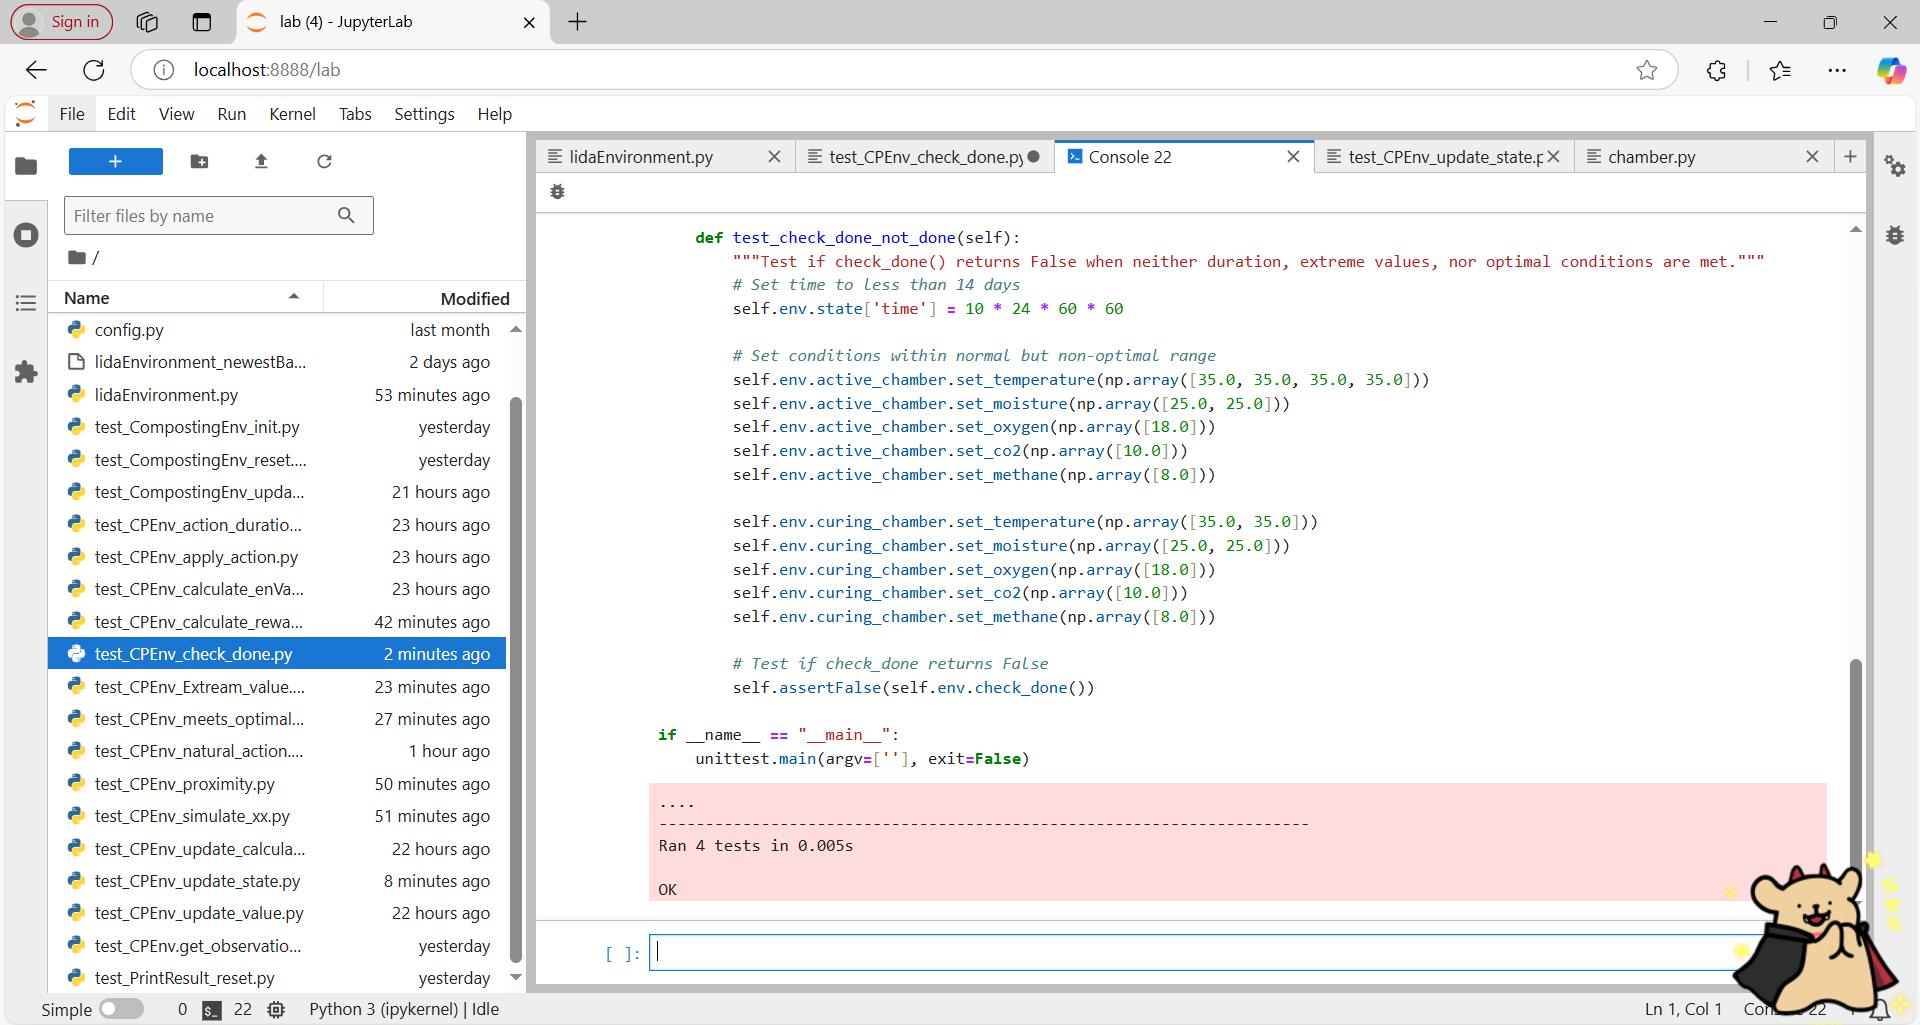 Sign in
lab (4) - JupyterLab
localhost:8888/lab
File Edit View Run Kernel Tabs Settings Help
+
Filter files by name
/
Name Modified
config.py last month
lidaEnvironment_newestBa... 2 days ago
lidaEnvironment.py 53 minutes ago
test_CompostingEnv_init.py yesterday
test_CompostingEnv_reset.... yesterday
test_CompostingEnv_upda... 21 hours ago
test_CPEnv_action_duratio... 23 hours ago
test_CPEnv_apply_action.py 23 hours ago
test_CPEnv_calculate_enVa... 23 hours ago
test_CPEnv_calculate_rewa... 42 minutes ago
test_CPEnv_check_done.py 2 minutes ago
test_CPEnv_Extream_value.... 23 minutes ago
test_CPEnv_meets_optimal... 27 minutes ago
test_CPEnv_natural_action.... 1 hour ago
test_CPEnv_proximity.py 50 minutes ago
test_CPEnv_simulate_xx.py 51 minutes ago
test_CPEnv_update_calcula... 22 hours ago
test_CPEnv_update_state.py 8 minutes ago
test_CPEnv_update_value.py 22 hours ago
test_CPEnv.get_observatio... yesterday
test_PrintResult_reset.py yesterday
lidaEnvironment.py test_CPEnv_check_done.py Console 22 test_CPEnv_update_state.p chamber.py
def test_check_done_not_done(self):
"""Test if check_done() returns False when neither duration, extreme values, nor optimal conditions are met."""
# Set time to less than 14 days
self.env.state['time'] = 10 * 24 * 60 * 60
# Set conditions within normal but non-optimal range
self.env.active_chamber.set_temperature(np.array([35.0, 35.0, 35.0, 35.0]))
self.env.active_chamber.set_moisture(np.array([25.0, 25.0]))
self.env.active_chamber.set_oxygen(np.array([18.0]))
self.env.active_chamber.set_co2(np.array([10.0]))
self.env.active_chamber.set_methane(np.array([8.0]))
self.env.curing_chamber.set_temperature(np.array([35.0, 35.0]))
self.env.curing_chamber.set_moisture(np.array([25.0, 25.0]))
self.env.curing_chamber.set_oxygen(np.array([18.0]))
self.env.curing_chamber.set_co2(np.array([10.0]))
self.env.curing_chamber.set_methane(np.array([8.0]))
# Test if check_done returns False
self.assertFalse(self.env.check_done())
if __name__ == "__main__":
unittest.main(argv=[''], exit=False)
....
----------------------------------------------------------------------
Ran 4 tests in 0.005s
OK
[ ]:
Simple 0 22 Python 3 (ipykernel) | Idle Ln 1, Col 1 22